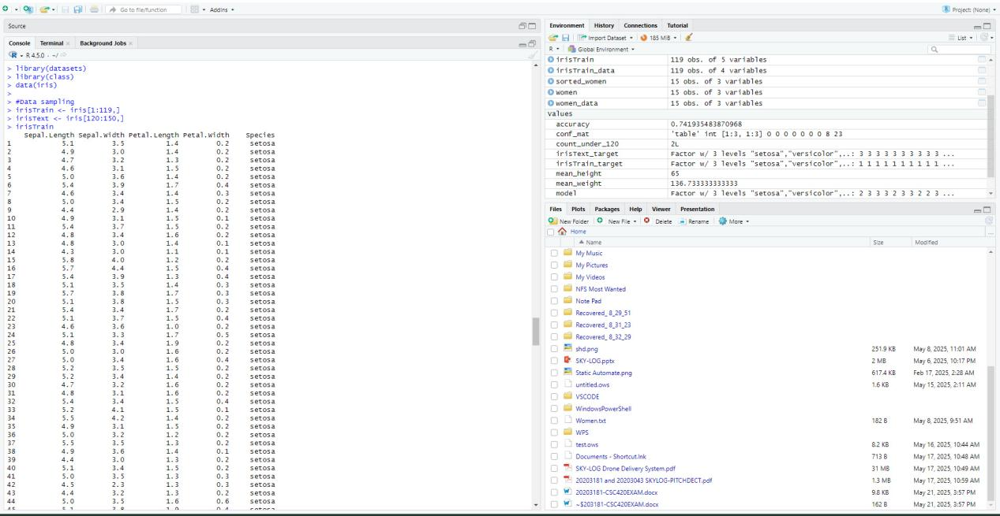 Go to file/function Addins Project: (None)
Source
Console Terminal Background Jobs
R 4.5.0 · ~/
> library(datasets)
> library(class)
> data(iris)
>
> #Data sampling
> irisTrain <- iris[1:119,]
> irisText <- iris[120:150,]
> irisTrain
Sepal.Length Sepal.Width Petal.Length Petal.Width Species
1 5.1 3.5 1.4 0.2 setosa
2 4.9 3.0 1.4 0.2 setosa
3 4.7 3.2 1.3 0.2 setosa
4 4.6 3.1 1.5 0.2 setosa
5 5.0 3.6 1.4 0.2 setosa
6 5.4 3.9 1.7 0.4 setosa
7 4.6 3.4 1.4 0.3 setosa
8 5.0 3.4 1.5 0.2 setosa
9 4.4 2.9 1.4 0.2 setosa
10 4.9 3.1 1.5 0.1 setosa
11 5.4 3.7 1.5 0.2 setosa
12 4.8 3.4 1.6 0.2 setosa
13 4.8 3.0 1.4 0.1 setosa
14 4.3 3.0 1.1 0.1 setosa
15 5.8 4.0 1.2 0.2 setosa
16 5.7 4.4 1.5 0.4 setosa
17 5.4 3.9 1.3 0.4 setosa
18 5.1 3.5 1.4 0.3 setosa
19 5.7 3.8 1.7 0.3 setosa
20 5.1 3.8 1.5 0.3 setosa
21 5.4 3.4 1.7 0.2 setosa
22 5.1 3.7 1.5 0.4 setosa
23 4.6 3.6 1.0 0.2 setosa
24 5.1 3.3 1.7 0.5 setosa
25 4.8 3.4 1.9 0.2 setosa
26 5.0 3.0 1.6 0.2 setosa
27 5.0 3.4 1.6 0.4 setosa
28 5.2 3.5 1.5 0.2 setosa
29 5.2 3.4 1.4 0.2 setosa
30 4.7 3.2 1.6 0.2 setosa
31 4.8 3.1 1.6 0.2 setosa
32 5.4 3.4 1.5 0.4 setosa
33 5.2 4.1 1.5 0.1 setosa
34 5.5 4.2 1.4 0.2 setosa
35 4.9 3.1 1.5 0.2 setosa
36 5.0 3.2 1.2 0.2 setosa
37 5.5 3.5 1.3 0.2 setosa
38 4.9 3.6 1.4 0.1 setosa
39 4.4 3.0 1.3 0.2 setosa
40 5.1 3.4 1.5 0.2 setosa
41 5.0 3.5 1.3 0.3 setosa
42 4.5 2.3 1.3 0.3 setosa
43 4.4 3.2 1.3 0.2 setosa
44 5.0 3.5 1.6 0.6 setosa
45 5.1 3.8 1.9 0.4 setosa
Environment History Connections Tutorial
Import Dataset 185 MiB List
R Global Environment
irisTrain 119 obs. of 5 variables
irisTrain_data 119 obs. of 4 variables
sorted_women 15 obs. of 3 variables
women 15 obs. of 3 variables
women_data 15 obs. of 3 variables
Values
accuracy 0.741935483870968
conf_mat 'table' int [1:3, 1:3] 0 0 0 0 0 0 0 8 23
count_under_120 2L
irisText_target Factor w/ 3 levels "setosa","versicolor",..: 3 3 3 3 3 3 3 3 3 3 ...
irisTrain_target Factor w/ 3 levels "setosa","versicolor",..: 1 1 1 1 1 1 1 1 1 1 ...
mean_height 65
mean_weight 136.733333333333
model Factor w/ 3 levels "setosa","versicolor",..: 2 3 3 3 2 3 3 2 2 3 ...
Files Plots Packages Help Viewer Presentation
New Folder New File Delete Rename More
Home ...
Name Size Modified
My Music
My Pictures
My Videos
NFS Most Wanted
Note Pad
Recovered_ 8_29_51
Recovered_ 8_31_23
Recovered_ 8_32_29
shd.png 251.9 KB May 8, 2025, 11:01 AM
SKY-LOG.pptx 2 MB May 6, 2025, 10:17 PM
Static Automate.png 617.4 KB Feb 17, 2025, 2:28 AM
untitled.ows 1.6 KB May 15, 2025, 2:11 AM
VSCODE
WindowsPowerShell
Women.txt 182 B May 8, 2025, 9:51 AM
WPS
test.ows 8.2 KB May 16, 2025, 10:44 AM
Documents - Shortcut.lnk 713 B May 17, 2025, 10:48 AM
SKY-LOG Drone Delivery System.pdf 31 MB May 17, 2025, 10:49 AM
20203181 and 20203043 SKYLOG-PITCHDECT.pdf 1.3 MB May 17, 2025, 10:59 AM
20203181-CSC420EXAM.docx 9.8 KB May 21, 2025, 3:57 PM
~$203181-CSC420EXAM.docx 162 B May 21, 2025, 3:57 PM